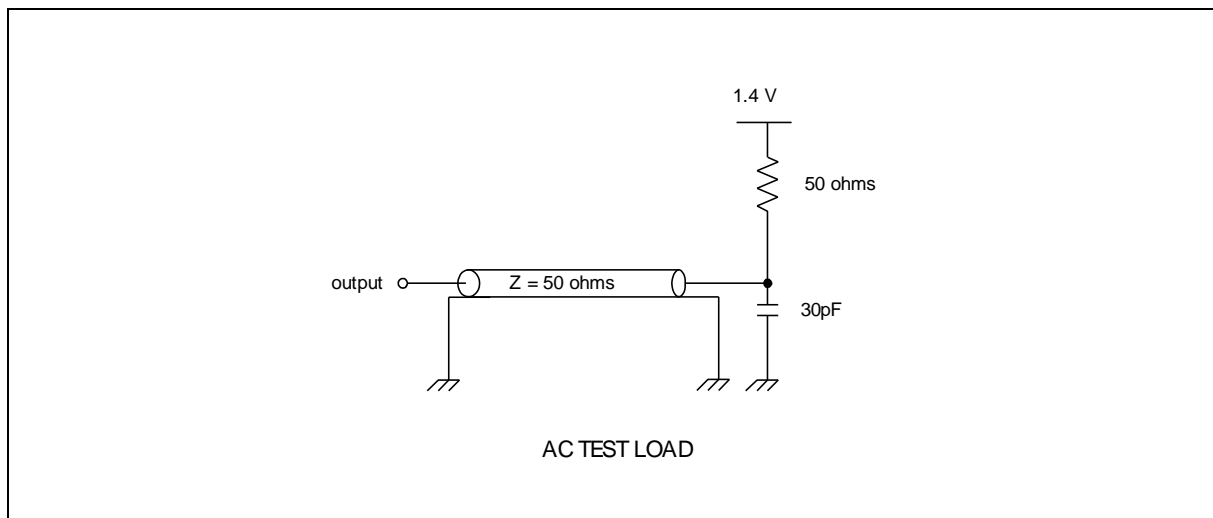 1.4 V
50 ohms
output
Z = 50 ohms
30pF
AC TEST LOAD